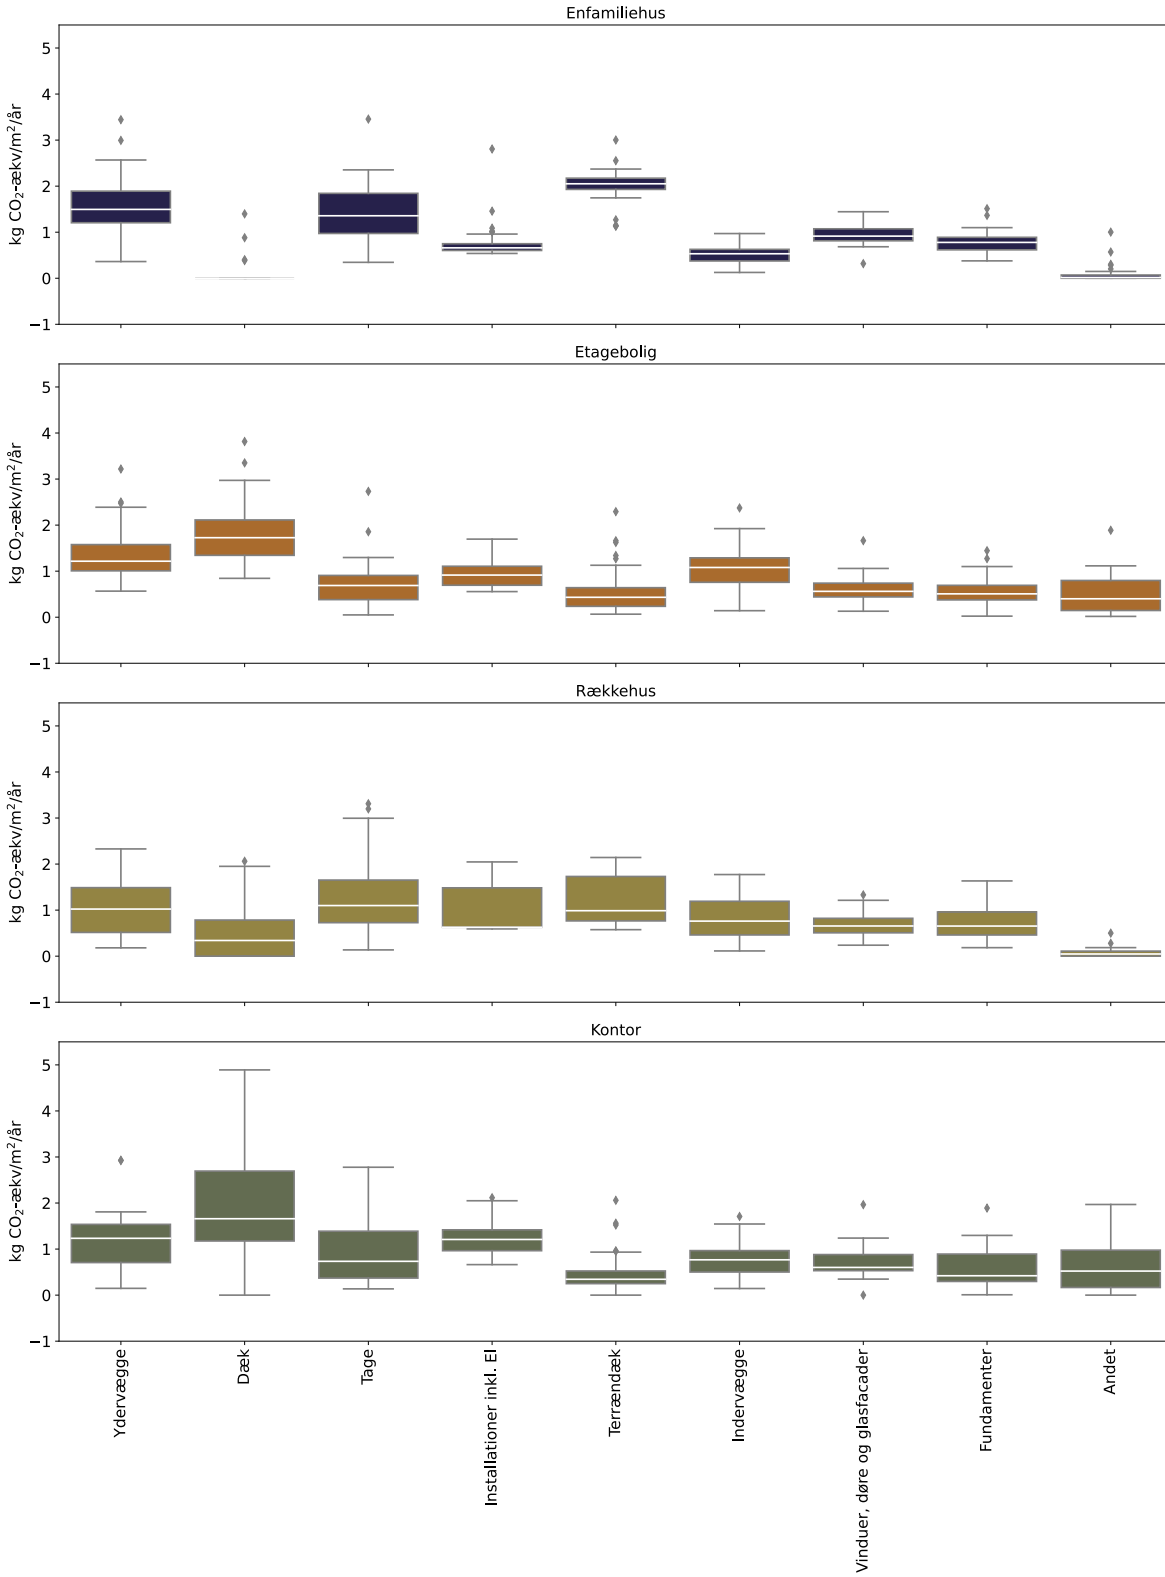 Enfamiliehus
kg CO₂-ækv/m²/år
5
4
3
2
1
0
−1
Etagebolig
kg CO₂-ækv/m²/år
5
4
3
2
1
0
−1
Rækkehus
kg CO₂-ækv/m²/år
5
4
3
2
1
0
−1
Kontor
kg CO₂-ækv/m²/år
5
4
3
2
1
0
−1
Ydervægge
Dæk
Tage
Installationer inkl. El
Terrændæk
Indervægge
Vinduer, døre og glasfacader
Fundamenter
Andet